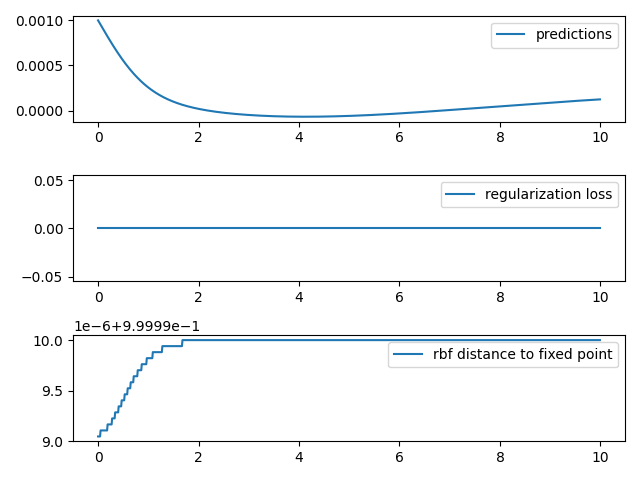 0.0010
predictions
0.0005
0.0000
0 2 4 6 8 10
0.05
regularization loss
0.00
−0.05
0 2 4 6 8 10
1e−6+9.9999e−1
10.0
rbf distance to fixed point
9.5
9.0
0 2 4 6 8 10